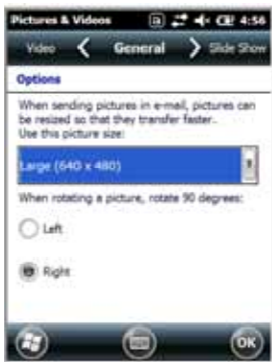 Pictures & Videos 4:56
Video General Slide Show
Options
When sending pictures in e-mail, pictures can
be resized so that they transfer faster.
Use this picture size:
Large (640 x 480)
When rotating a picture, rotate 90 degrees:
Left
Right
OK